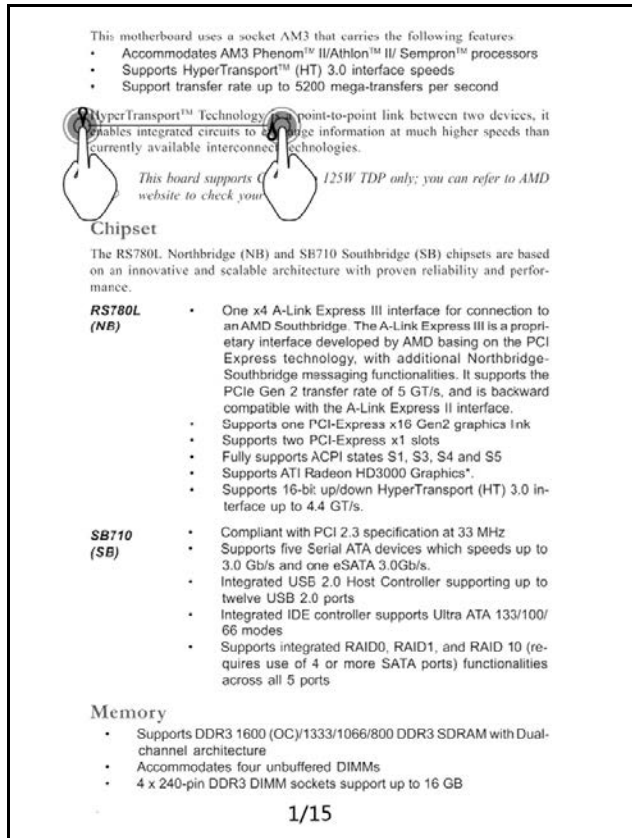 This motherboard uses a socket AM3 that carries the following features
• Accommodates AM3 Phenom™ II/Athlon™ II/ Sempron™ processors
• Supports HyperTransport™ (HT) 3.0 interface speeds
• Support transfer rate up to 5200 mega-transfers per second
HyperTransport™ Technology is a point-to-point link between two devices, it
enables integrated circuits to information at much higher speeds than
currently available interconnect technologies.
This board supports 125W TDP only; you can refer to AMD
website to check your
Chipset
The RS780L Northbridge (NB) and SB710 Southbridge (SB) chipsets are based
on an innovative and scalable architecture with proven reliability and perfor-
mance.
RS780L
(NB)
• One x4 A-Link Express III interface for connection to
an AMD Southbridge. The A-Link Express III is a propri-
etary interface developed by AMD basing on the PCI
Express technology, with additional Northbridge-
Southbridge messaging functionalities. It supports the
PCIe Gen 2 transfer rate of 5 GT/s, and is backward
compatible with the A-Link Express II interface.
• Supports one PCI-Express x16 Gen2 graphics link
• Supports two PCI-Express x1 slots
• Fully supports ACPI states S1, S3, S4 and S5
• Supports ATI Radeon HD3000 Graphics*.
• Supports 16-bit up/down HyperTransport (HT) 3.0 in-
terface up to 4.4 GT/s.
SB710
(SB)
• Compliant with PCI 2.3 specification at 33 MHz
• Supports five Serial ATA devices which speeds up to
3.0 Gb/s and one eSATA 3.0Gb/s.
• Integrated USB 2.0 Host Controller supporting up to
twelve USB 2.0 ports
• Integrated IDE controller supports Ultra ATA 133/100/
66 modes
• Supports integrated RAID0, RAID1, and RAID 10 (re-
quires use of 4 or more SATA ports) functionalities
across all 5 ports
Memory
• Supports DDR3 1600 (OC)/1333/1066/800 DDR3 SDRAM with Dual-
channel architecture
• Accommodates four unbuffered DIMMs
• 4 x 240-pin DDR3 DIMM sockets support up to 16 GB
1/15